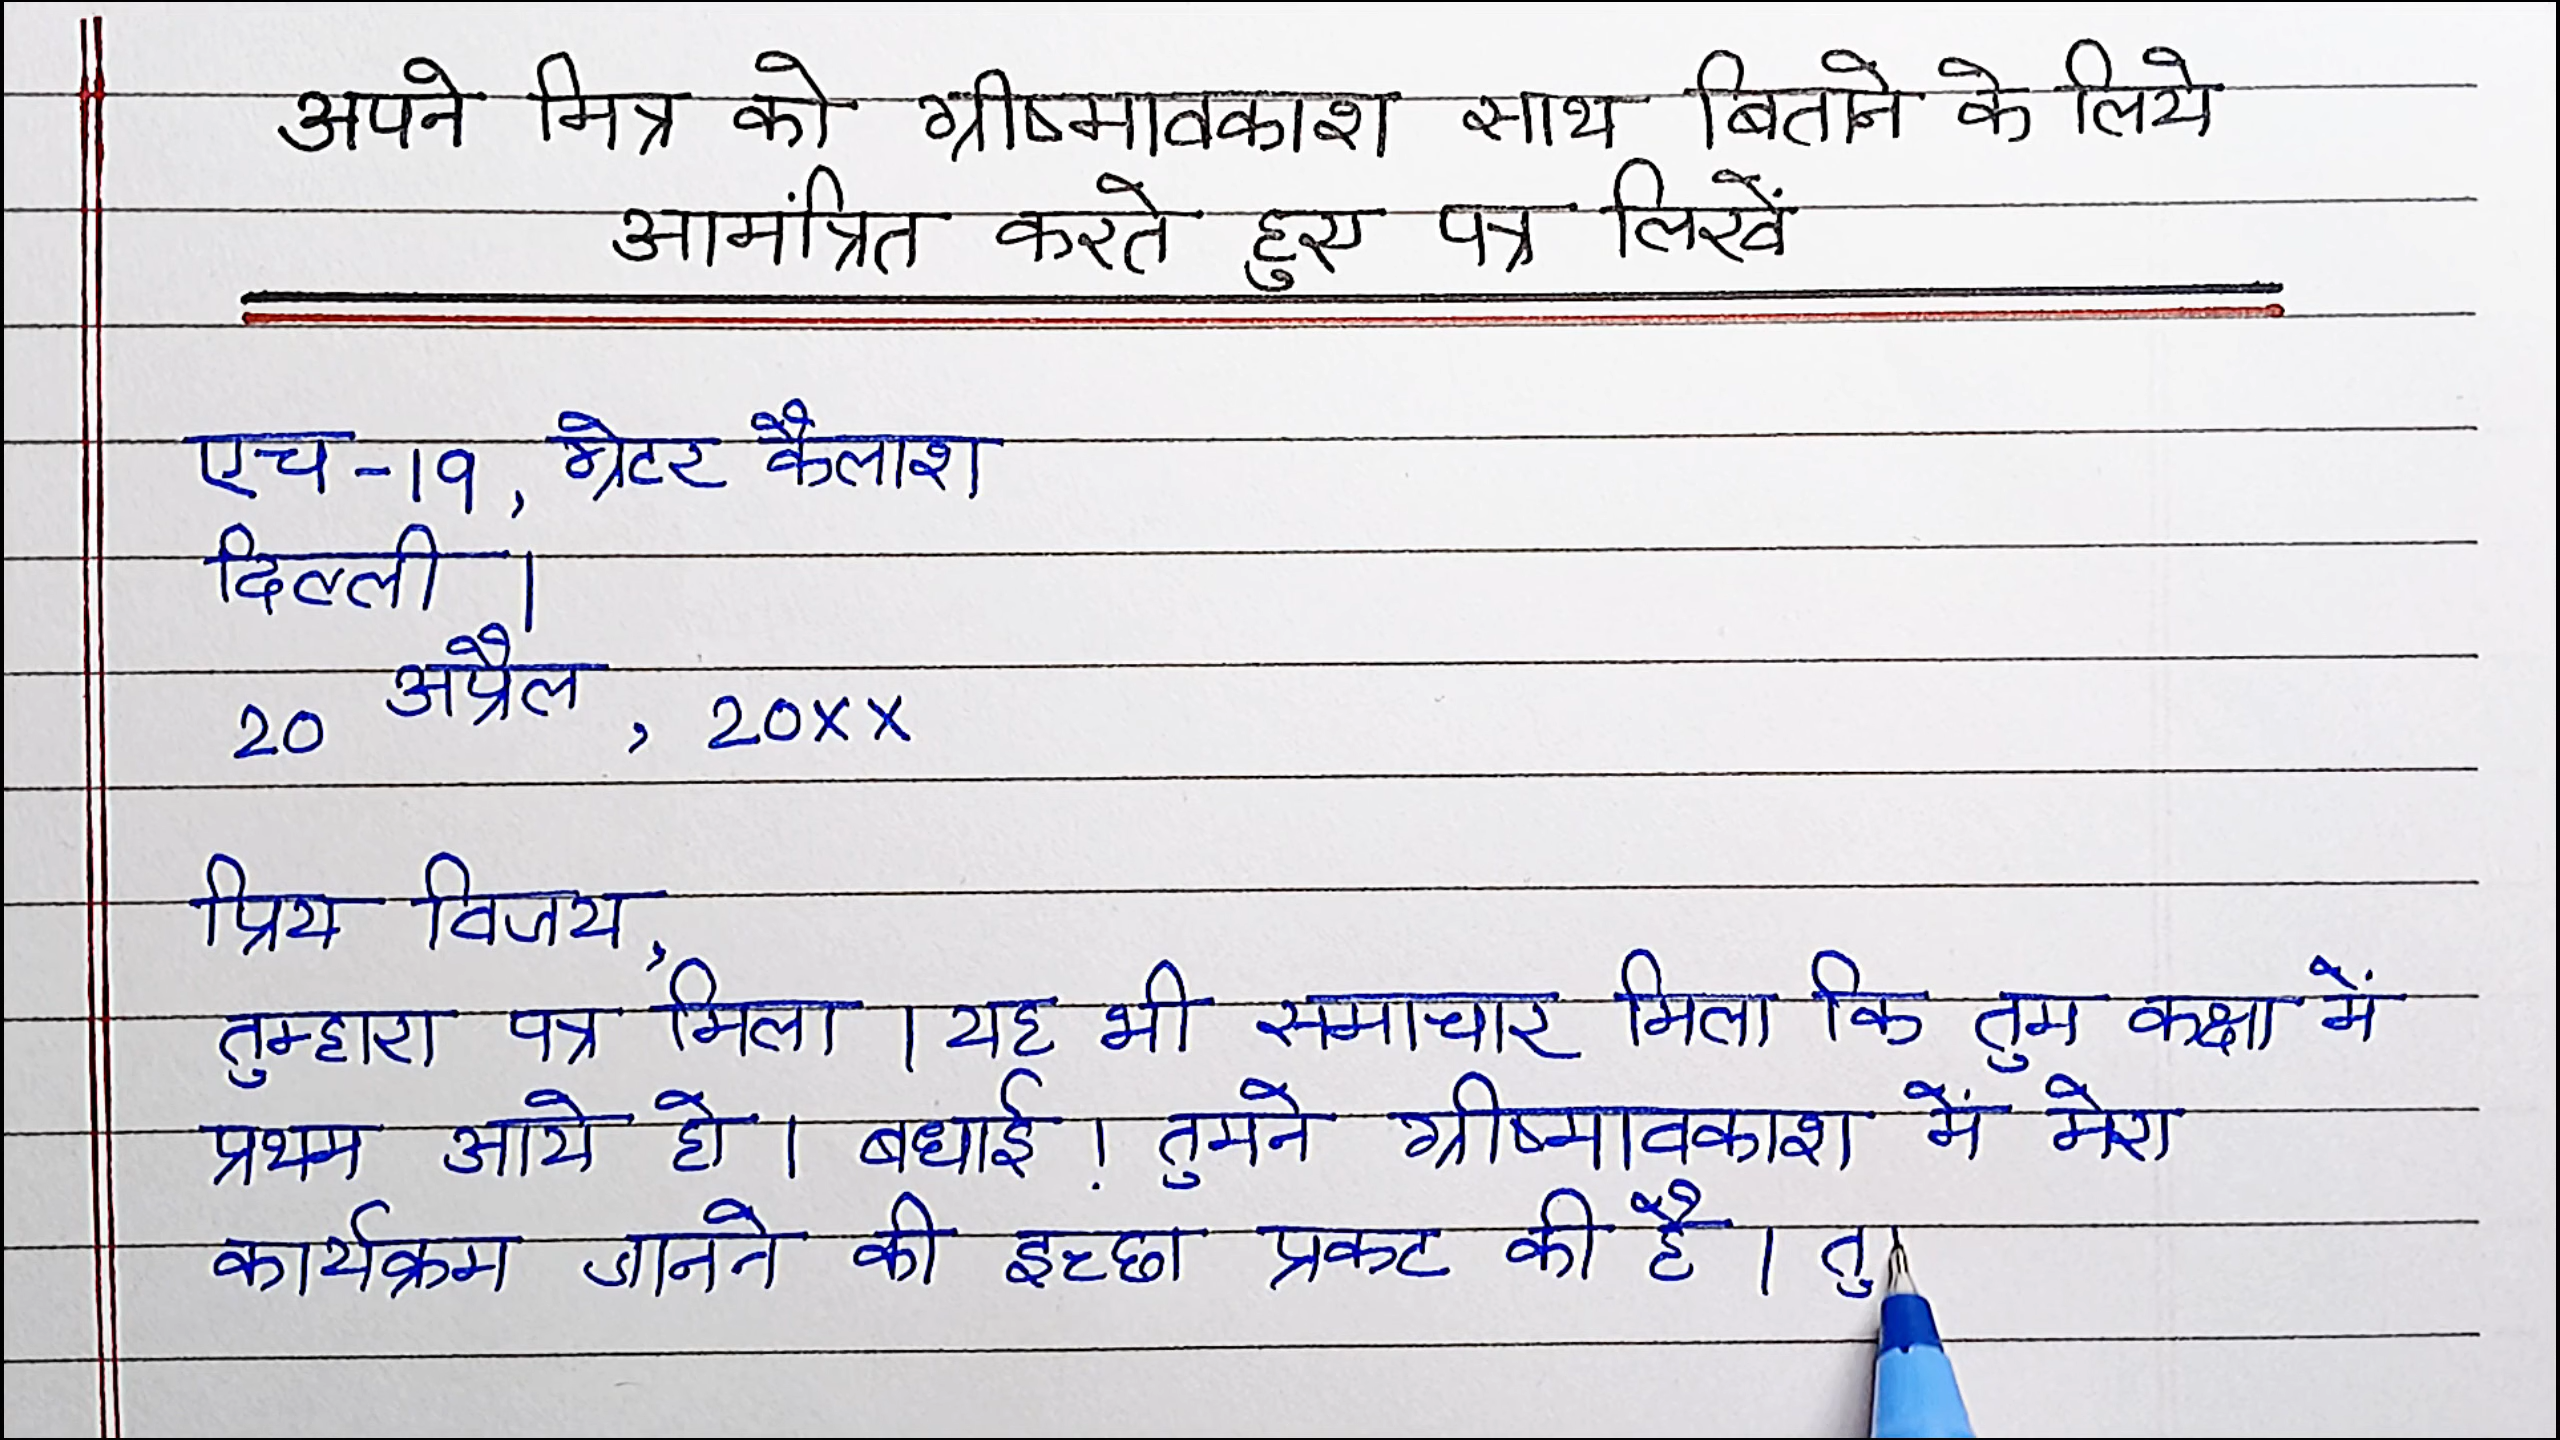 अपने मित्र को ग्रीष्मावकाश साथ बिताने के लिये
आमंत्रित करते हुए पत्र लिखें
एच-19, ग्रेटर कैलाश
दिल्ली ।
20 अप्रैल , 20XX
प्रिय विजय,
तुम्हारा पत्र मिला । यह भी समाचार मिला कि तुम कक्षा में
प्रथम आये हो । बधाई ! तुमने ग्रीष्मावकाश में मेरा
कार्यक्रम जानने की इच्छा प्रकट की है । तु